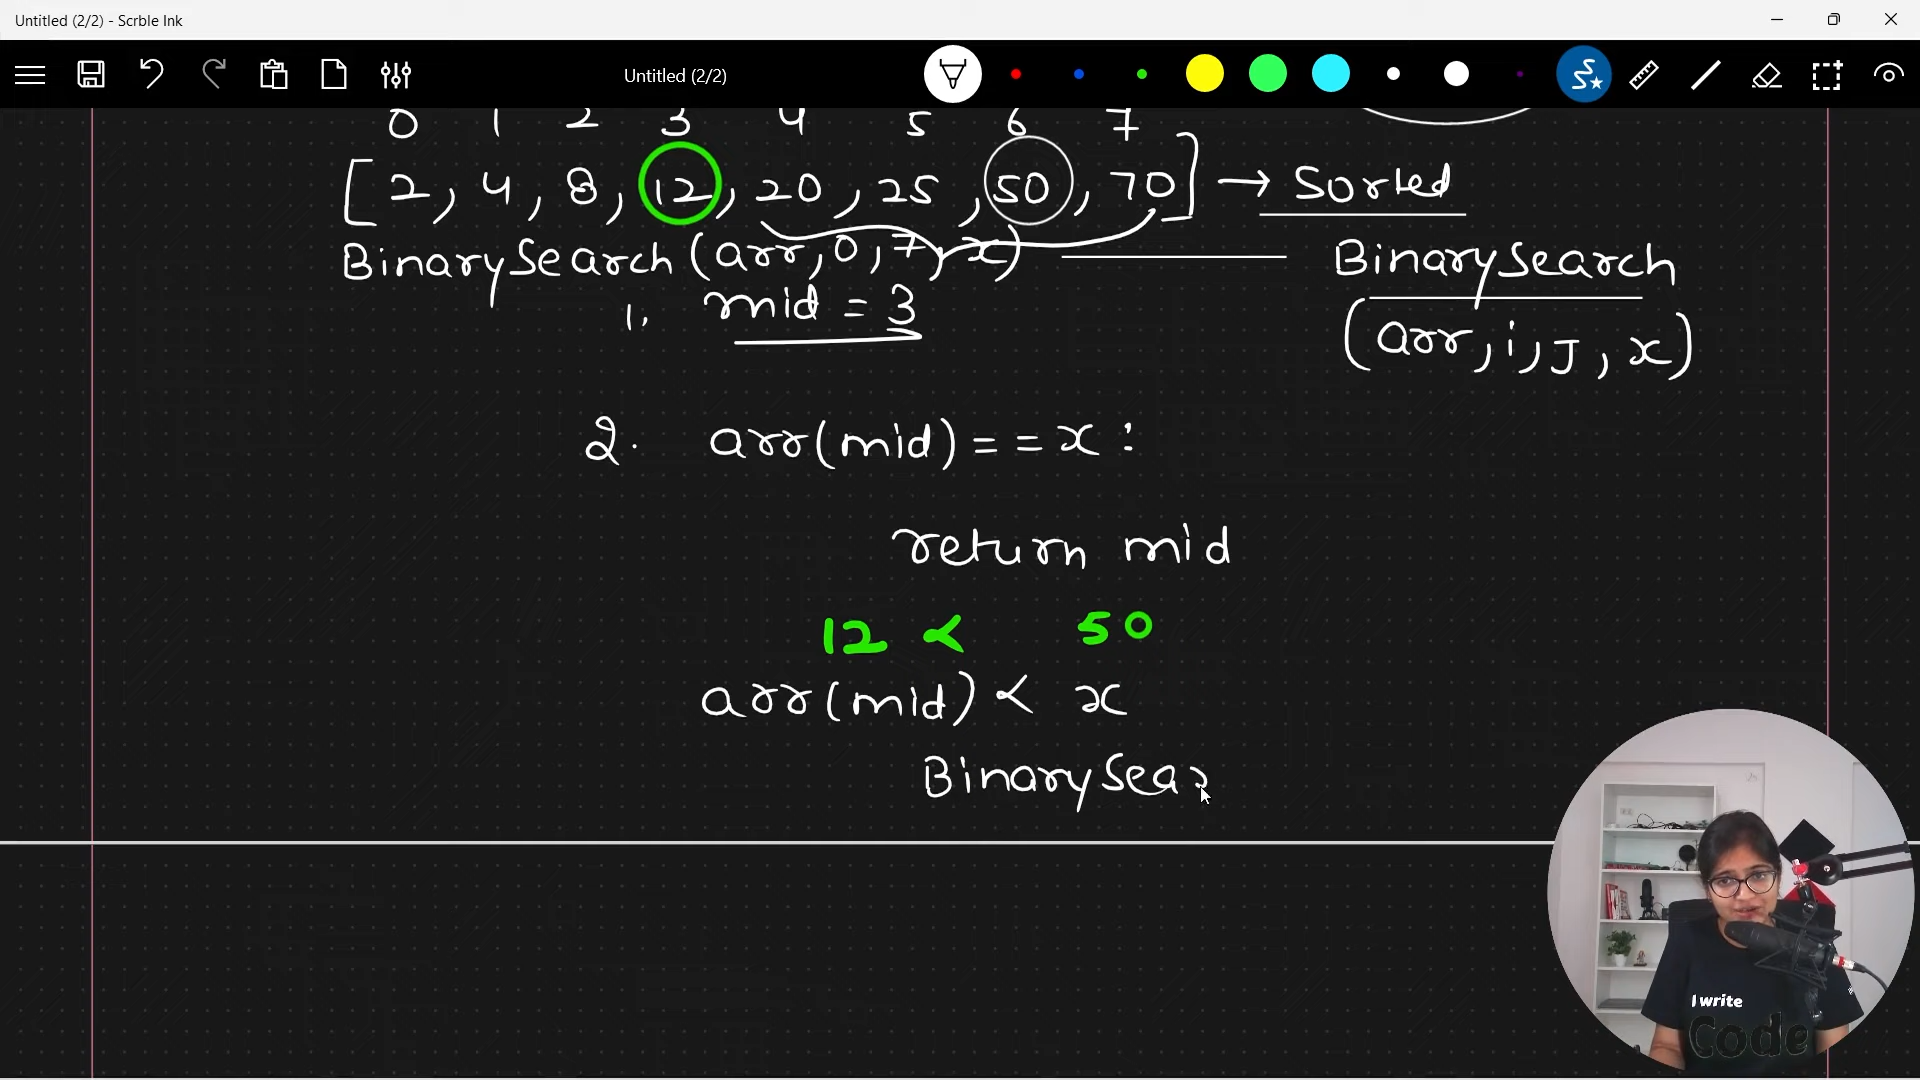 Untitled (2/2) - Scrble Ink
Untitled (2/2)
0 1 2 3 4 5 6 7
[2, 4, 8, 12, 20, 25, 50, 70] → Sorted
BinarySearch (arr, 0, 7, x)
BinarySearch
1. mid = 3
(arr, i, J, x)
2. arr(mid) == x :
return mid
12 < 50
arr(mid) < x
BinarySear
I write
Code